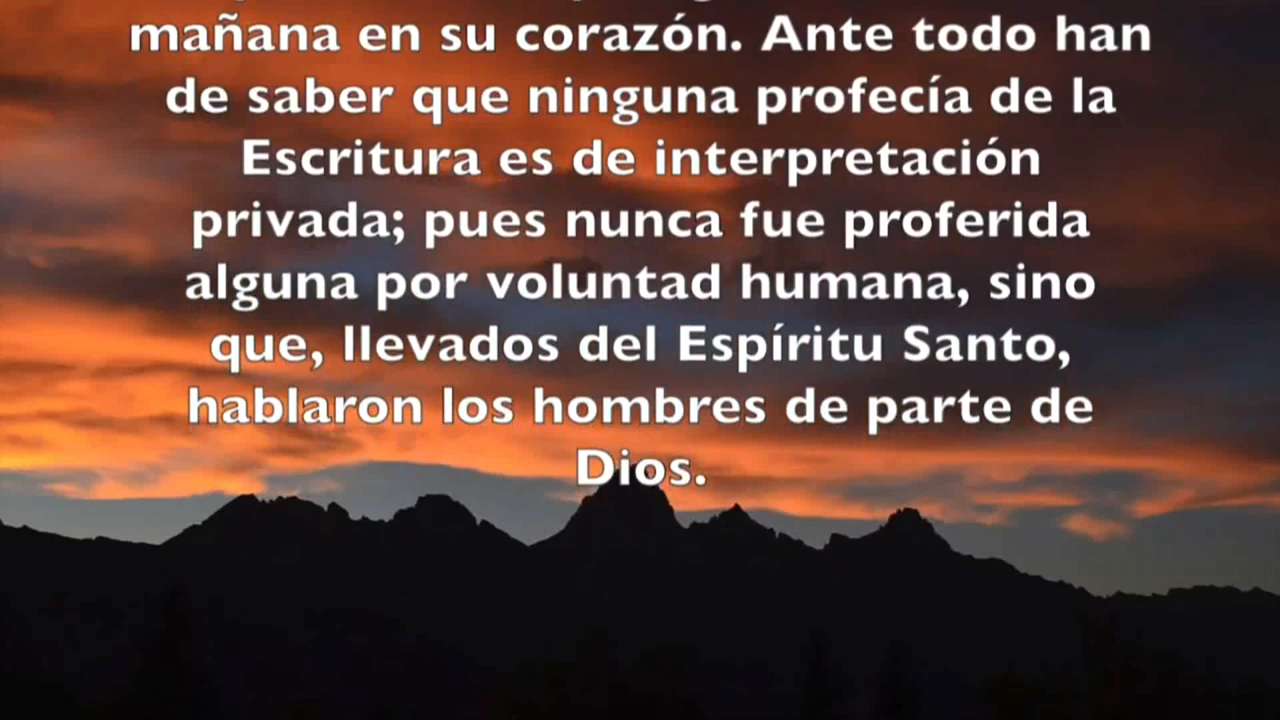 mañana en su corazón. Ante todo han
de saber que ninguna profecía de la
Escritura es de interpretación
privada; pues nunca fue proferida
alguna por voluntad humana, sino
que, llevados del Espíritu Santo,
hablaron los hombres de parte de
Dios.